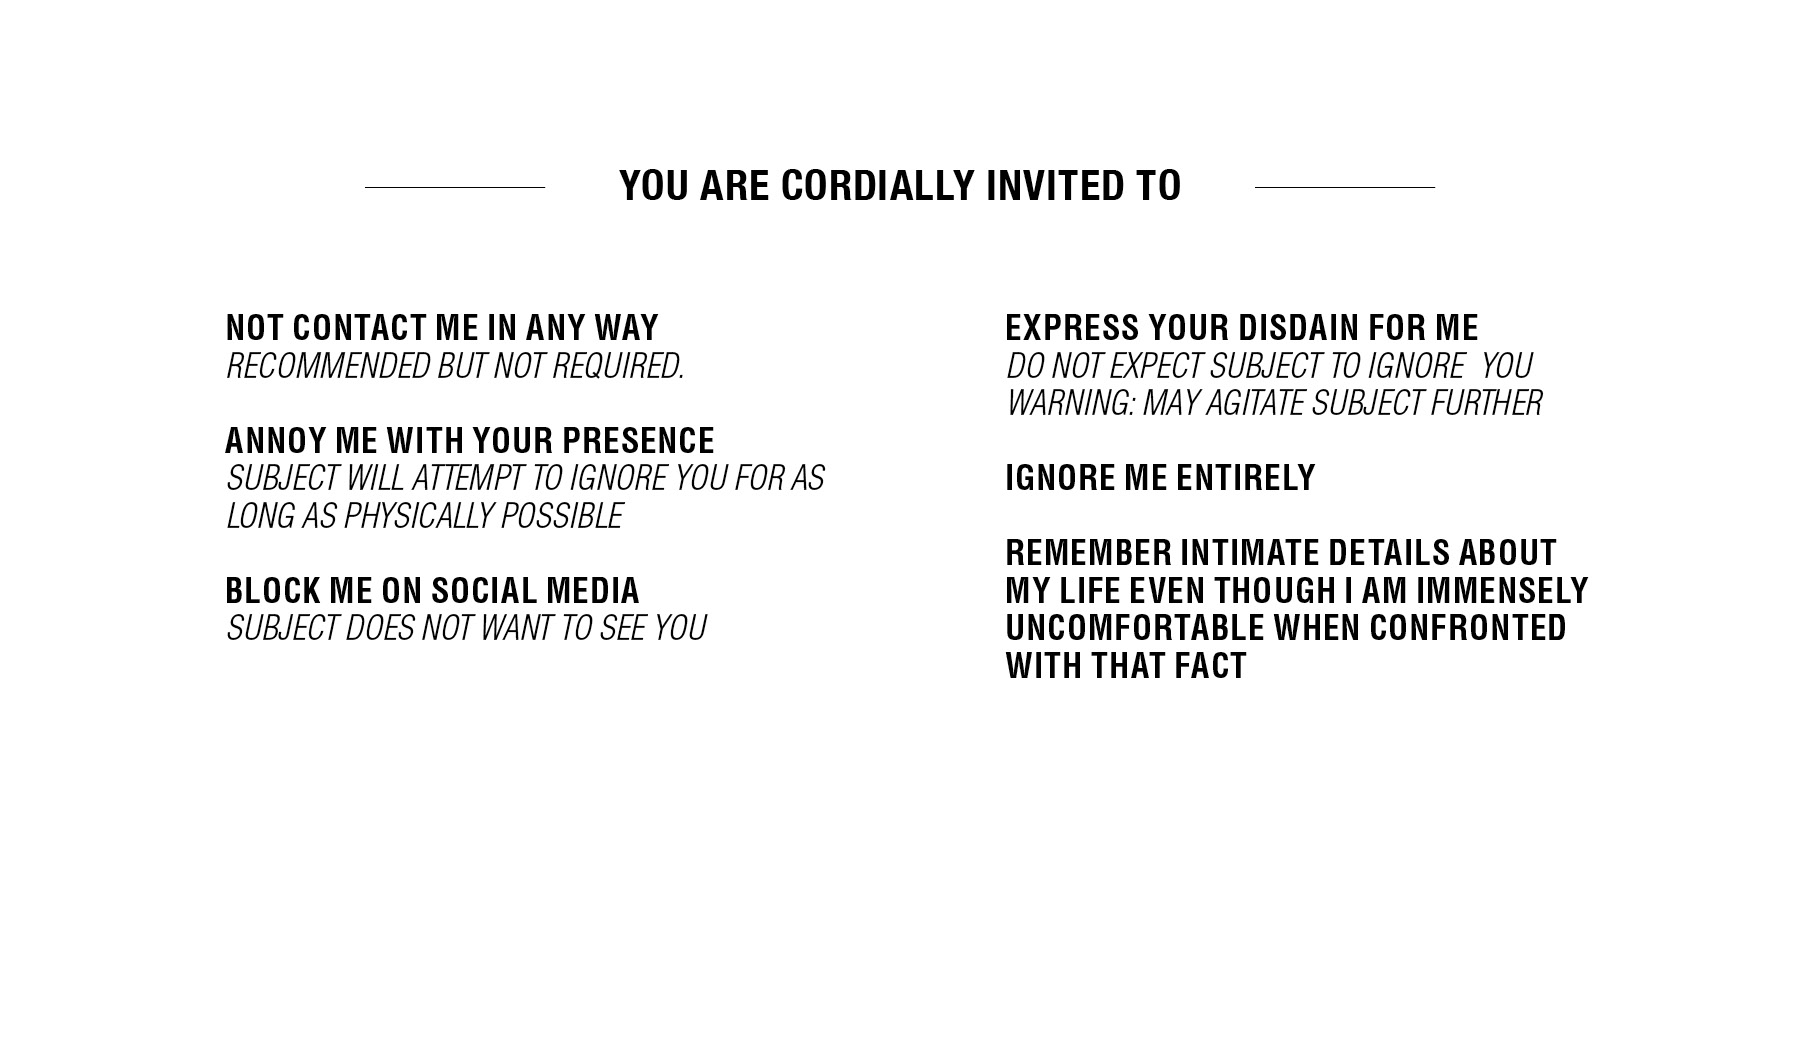 YOU ARE CORDIALLY INVITED TO
NOT CONTACT ME IN ANY WAY
RECOMMENDED BUT NOT REQUIRED.
ANNOY ME WITH YOUR PRESENCE
SUBJECT WILL ATTEMPT TO IGNORE YOU FOR AS
LONG AS PHYSICALLY POSSIBLE
BLOCK ME ON SOCIAL MEDIA
SUBJECT DOES NOT WANT TO SEE YOU
EXPRESS YOUR DISDAIN FOR ME
DO NOT EXPECT SUBJECT TO IGNORE  YOU
WARNING: MAY AGITATE SUBJECT FURTHER
IGNORE ME ENTIRELY
REMEMBER INTIMATE DETAILS ABOUT
MY LIFE EVEN THOUGH I AM IMMENSELY
UNCOMFORTABLE WHEN CONFRONTED
WITH THAT FACT